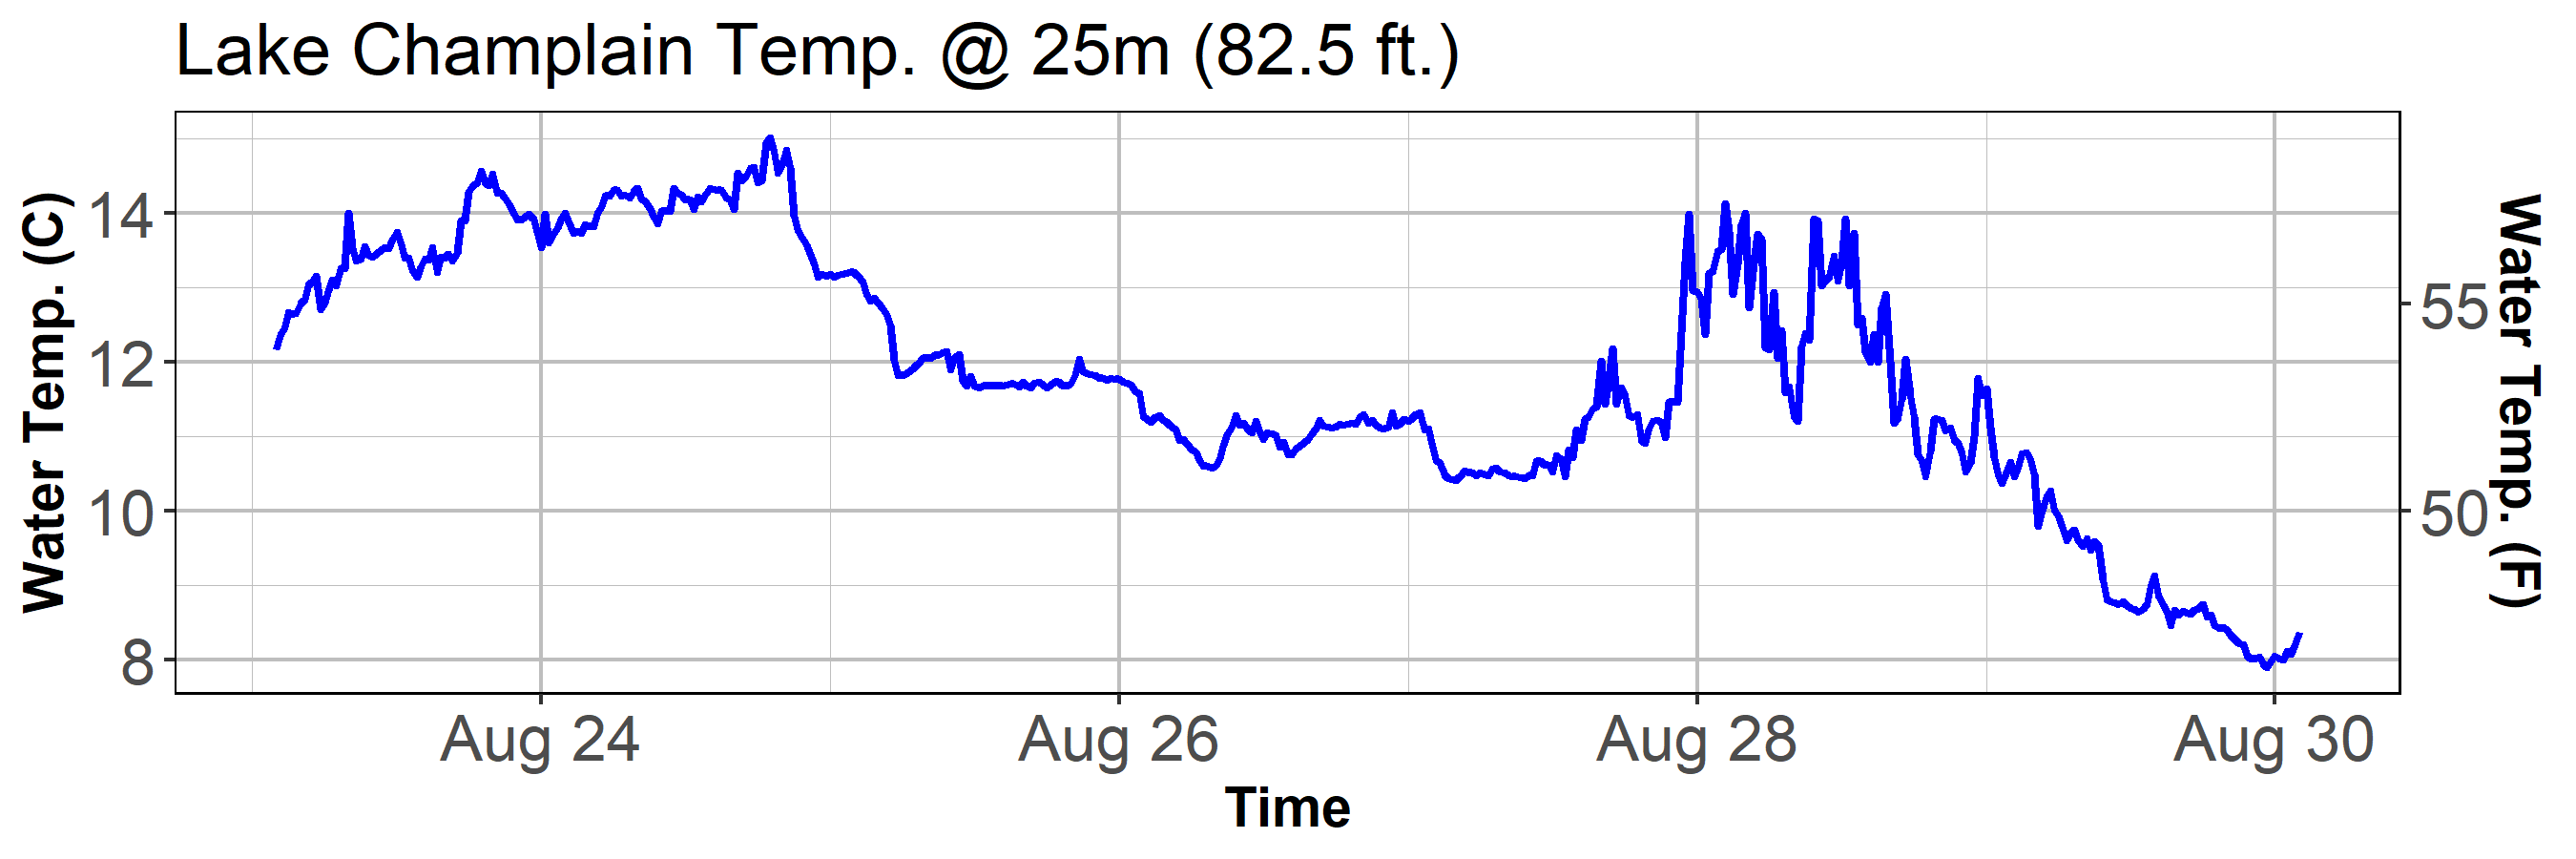 Lake Champlain Temp. @ 25m (82.5 ft.)
Water Temp. (C)
14
12
10
8
55
50
Water Temp. (F)
Aug 24
Aug 26
Aug 28
Aug 30
Time